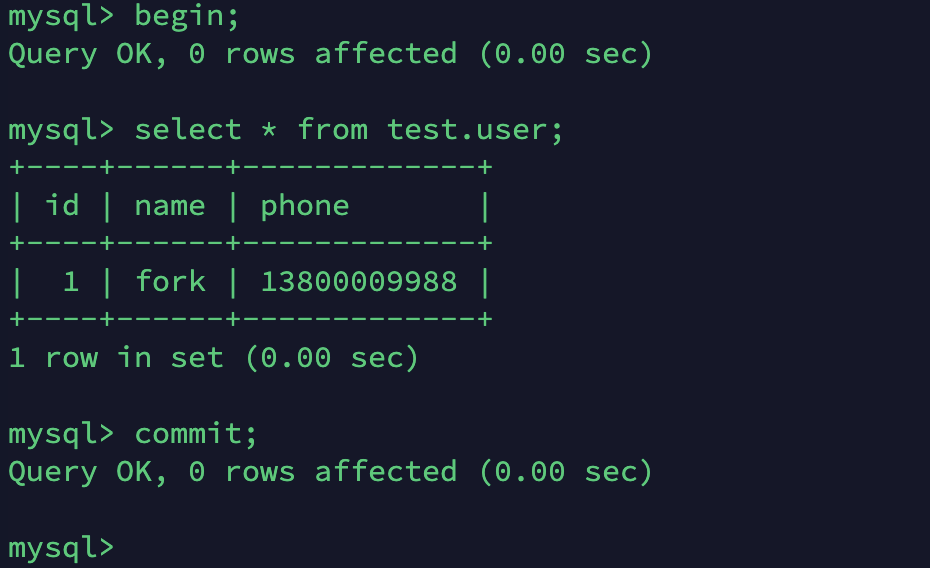 mysql> begin;
Query OK, 0 rows affected (0.00 sec)
mysql> select * from test.user;
+----+------+-------------+
| id | name | phone       |
+----+------+-------------+
|  1 | fork | 13800009988 |
+----+------+-------------+
1 row in set (0.00 sec)
mysql> commit;
Query OK, 0 rows affected (0.00 sec)
mysql>